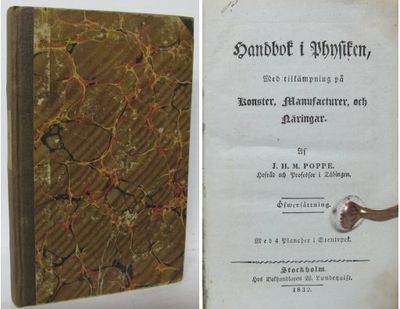 Handbok i Physiken,
Med tillämpning på
Konster, Manufacturer, och
Näringar.
Af
J. H. M. POPPE.
Hofråd och Professor i Tübingen.
Öfwersättning.
Med 4 Plancher i Stentryck.
Stockholm.
Hos Bokhandlaren W. Lundequist.
1832.